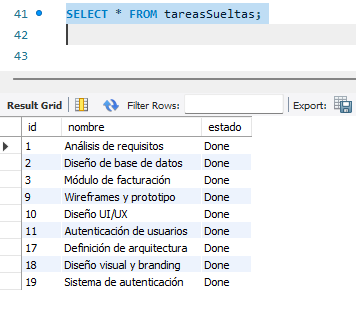 41 SELECT * FROM tareasSueltas;
42
43
Result Grid Filter Rows: Export:
id nombre estado
1 Análisis de requisitos Done
2 Diseño de base de datos Done
3 Módulo de facturación Done
9 Wireframes y prototipo Done
10 Diseño UI/UX Done
11 Autenticación de usuarios Done
17 Definición de arquitectura Done
18 Diseño visual y branding Done
19 Sistema de autenticación Done